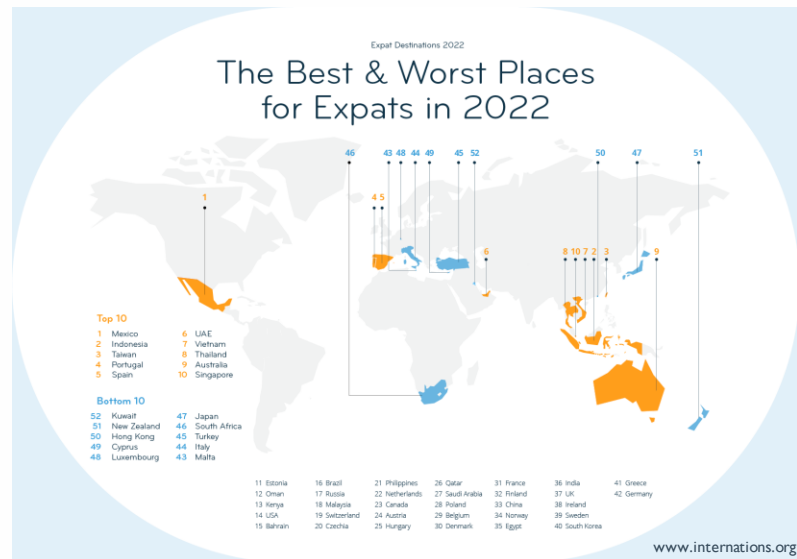 Expat Destinations 2022
The Best & Worst Places
for Expats in 2022
46 43 48 44 49 45 52 50 47 51
1 4 5
6 8 10 7 2 3 9
Top 10
1 Mexico 6 UAE
2 Indonesia 7 Vietnam
3 Taiwan 8 Thailand
4 Portugal 9 Australia
5 Spain 10 Singapore
Bottom 10
52 Kuwait 47 Japan
51 New Zealand 46 South Africa
50 Hong Kong 45 Turkey
49 Cyprus 44 Italy
48 Luxembourg 43 Malta
11 Estonia 16 Brazil 21 Philippines 26 Qatar 31 France 36 India 41 Greece
12 Oman 17 Russia 22 Netherlands 27 Saudi Arabia 32 Finland 37 UK 42 Germany
13 Kenya 18 Malaysia 23 Canada 28 Poland 33 China 38 Ireland
14 USA 19 Switzerland 24 Austria 29 Belgium 34 Norway 39 Sweden
15 Bahrain 20 Czechia 25 Hungary 30 Denmark 35 Egypt 40 South Korea
www.internations.org